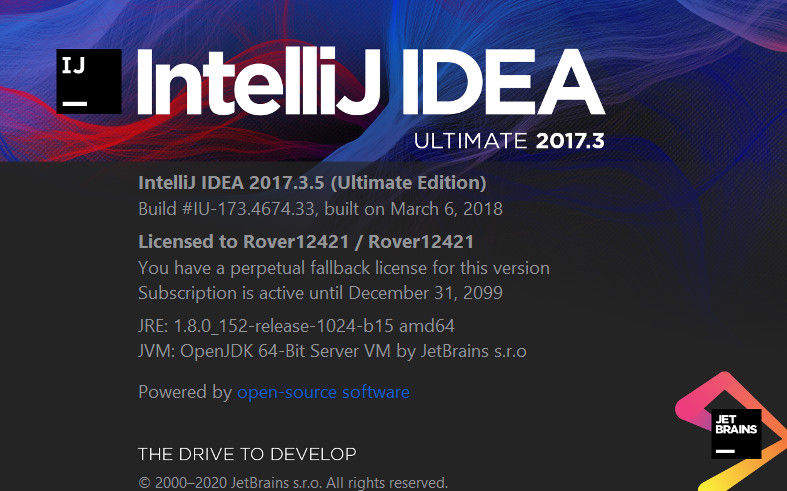 IJ
IntelliJ IDEA
ULTIMATE 2017.3
IntelliJ IDEA 2017.3.5 (Ultimate Edition)
Build #IU-173.4674.33, built on March 6, 2018
Licensed to Rover12421 / Rover12421
You have a perpetual fallback license for this version
Subscription is active until December 31, 2099
JRE: 1.8.0_152-release-1024-b15 amd64
JVM: OpenJDK 64-Bit Server VM by JetBrains s.r.o
Powered by open-source software
JET
BRAINS
THE DRIVE TO DEVELOP
© 2000–2020 JetBrains s.r.o. All rights reserved.